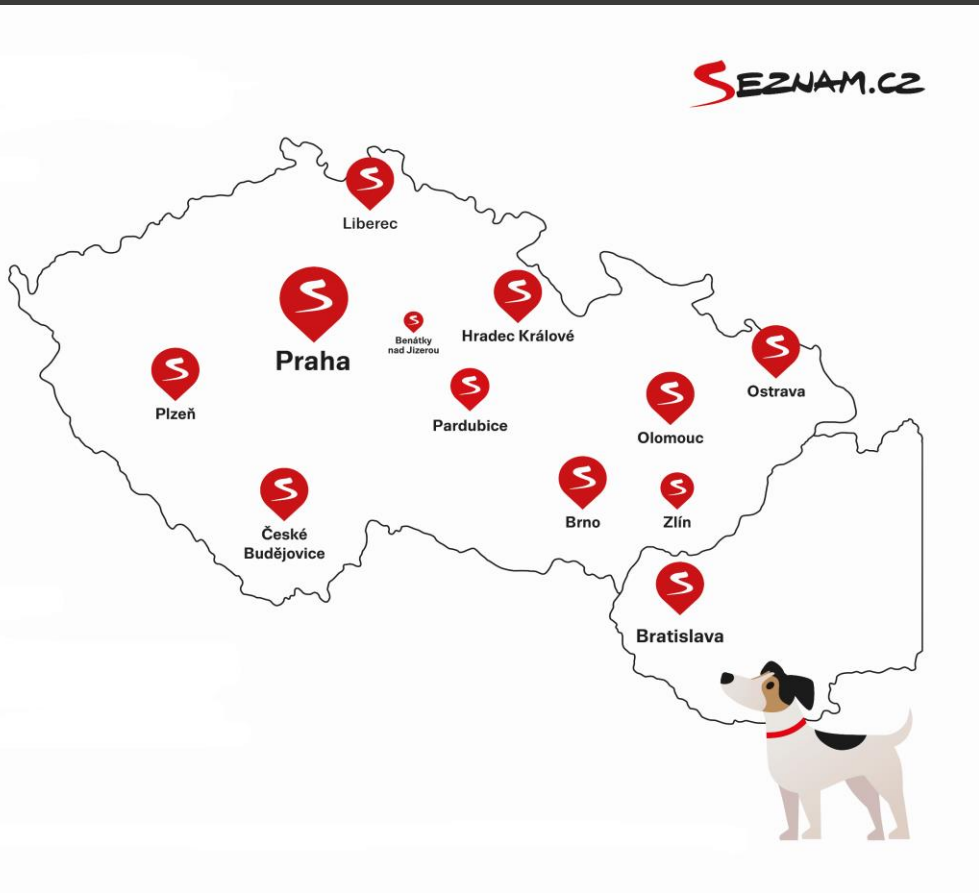 SEZNAM.CZ
Liberec
Praha
Benátky
nad Jizerou
Hradec Králové
Plzeň
Pardubice
Ostrava
Olomouc
České
Budějovice
Brno
Zlín
Bratislava